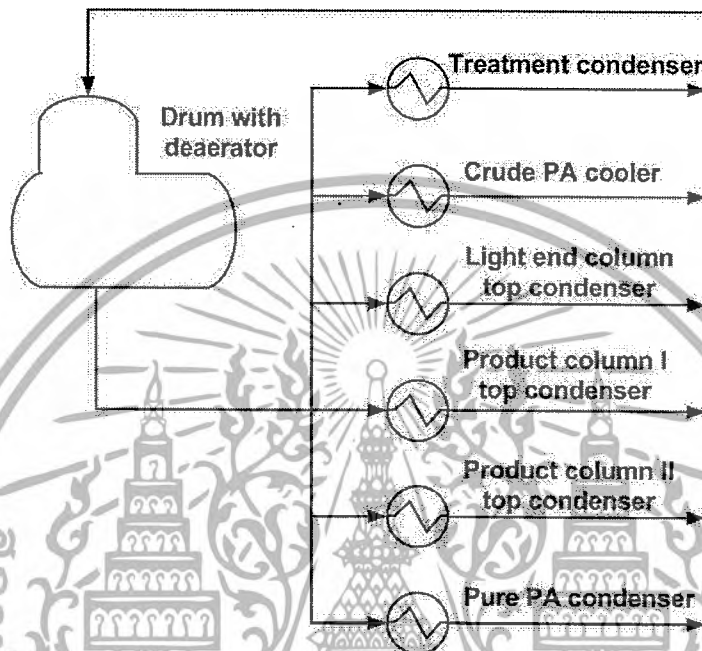 Treatment condenser
Drum with
deaerator
Crude PA cooler
Light end column
top condenser
Product column I
top condenser
Product column II
top condenser
Pure PA condenser